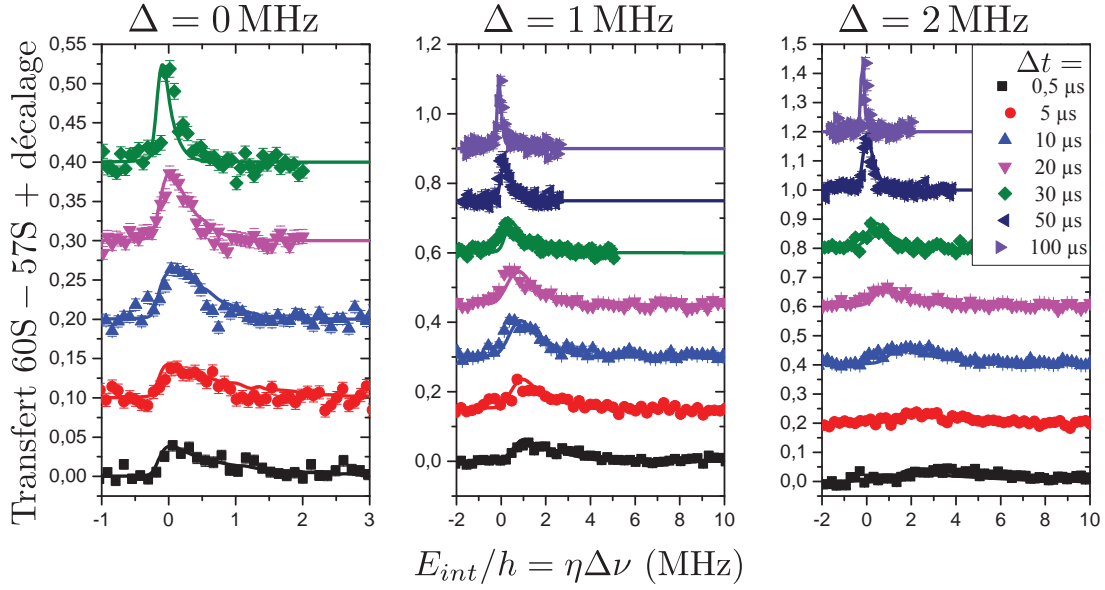 Δ = 0 MHz
Δ = 1 MHz
Δ = 2 MHz
Transfert 60S − 57S + décalage
0,55
0,50
0,45
0,40
0,35
0,30
0,25
0,20
0,15
0,10
0,05
0,00
-1 0 1 2 3
1,2
1,0
0,8
0,6
0,4
0,2
0,0
-2 0 2 4 6 8 10
1,5
1,4
1,3
1,2
1,1
1,0
0,9
0,8
0,7
0,6
0,5
0,4
0,3
0,2
0,1
0,0
-2 0 2 4 6 8 10
Δt =
0,5 µs
5 µs
10 µs
20 µs
30 µs
50 µs
100 µs
E_int/h = ηΔν (MHz)